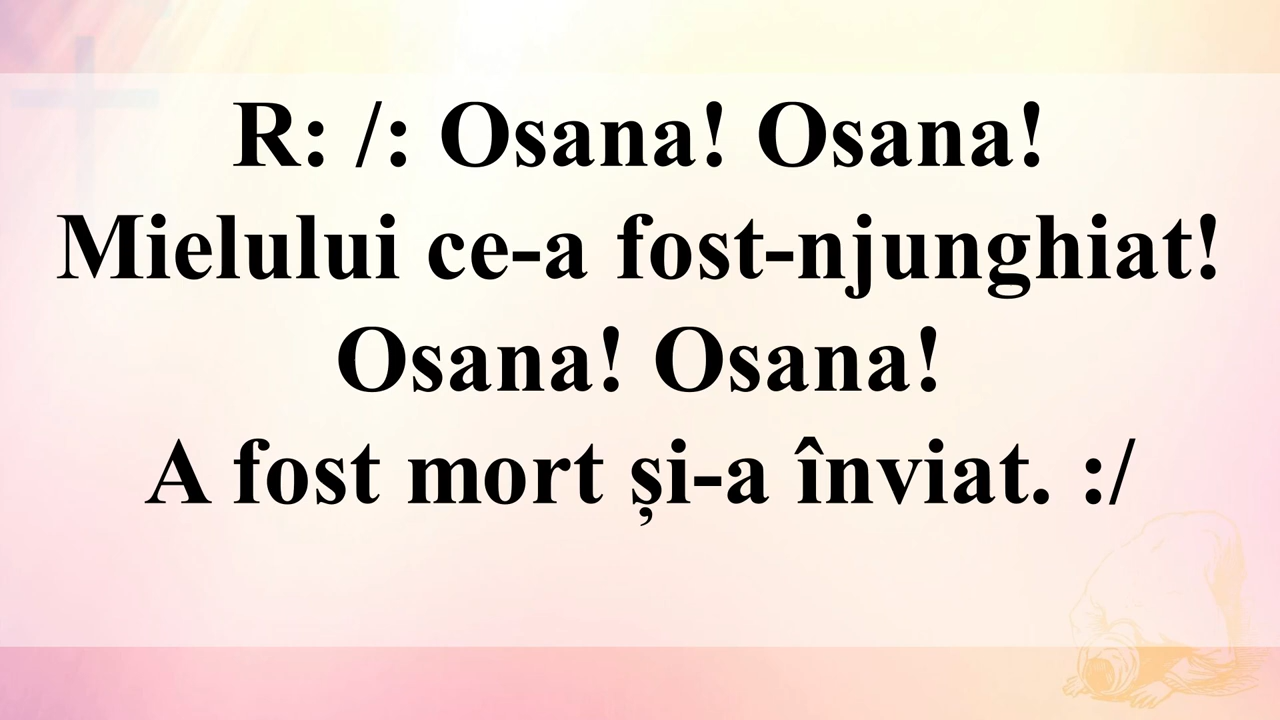 R: /: Osana! Osana!
Mielului ce-a fost-njunghiat!
Osana! Osana!
A fost mort și-a înviat. :/